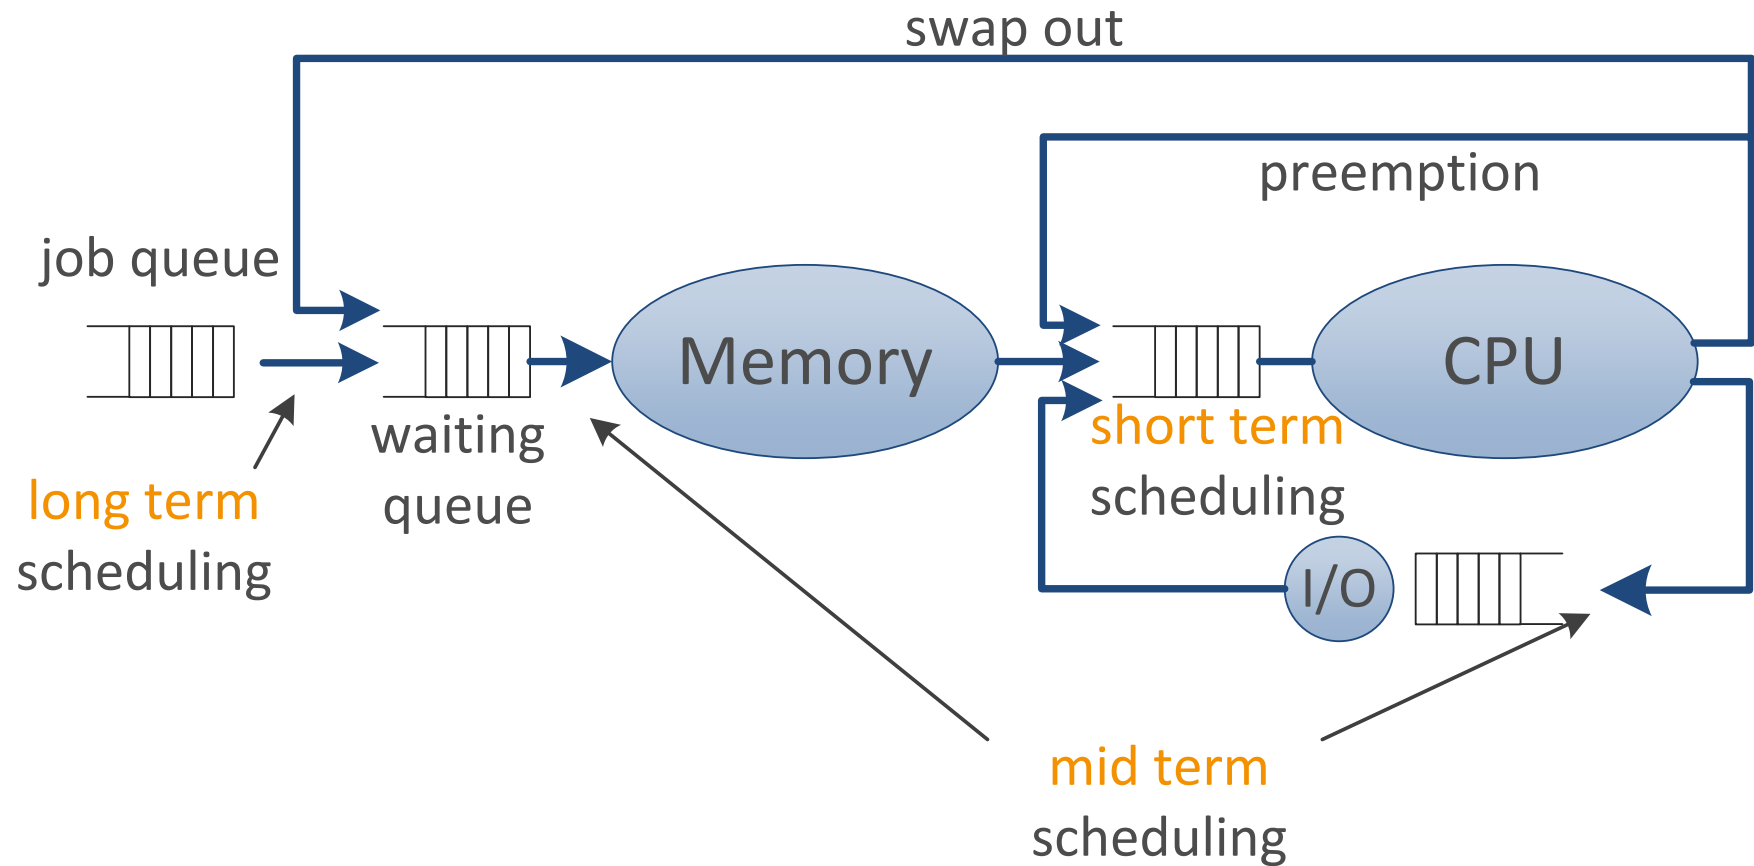 swap out
preemption
job queue
Memory
CPU
waiting
queue
short term
scheduling
long term
scheduling
I/O
mid term
scheduling